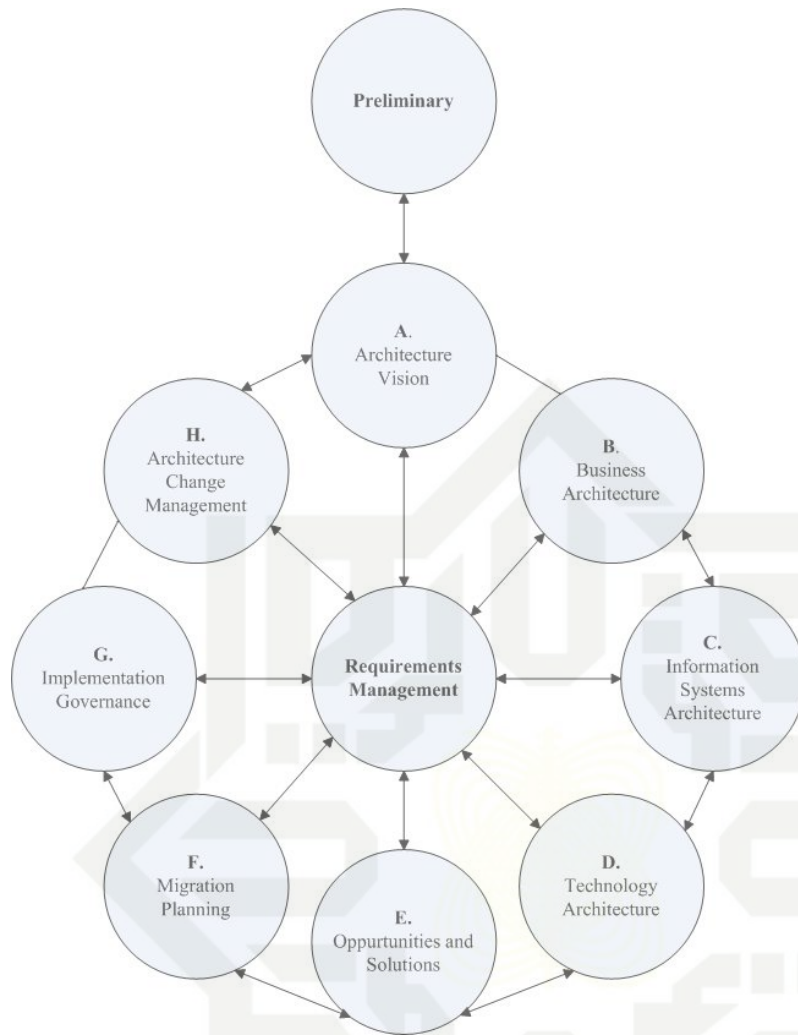 Preliminary
A.
Architecture
Vision
H.
Architecture
Change
Management
B.
Business
Architecture
G.
Implementation
Governance
Requirements
Management
C.
Information
Systems
Architecture
F.
Migration
Planning
E.
Oppurtunities and
Solutions
D.
Technology
Architecture